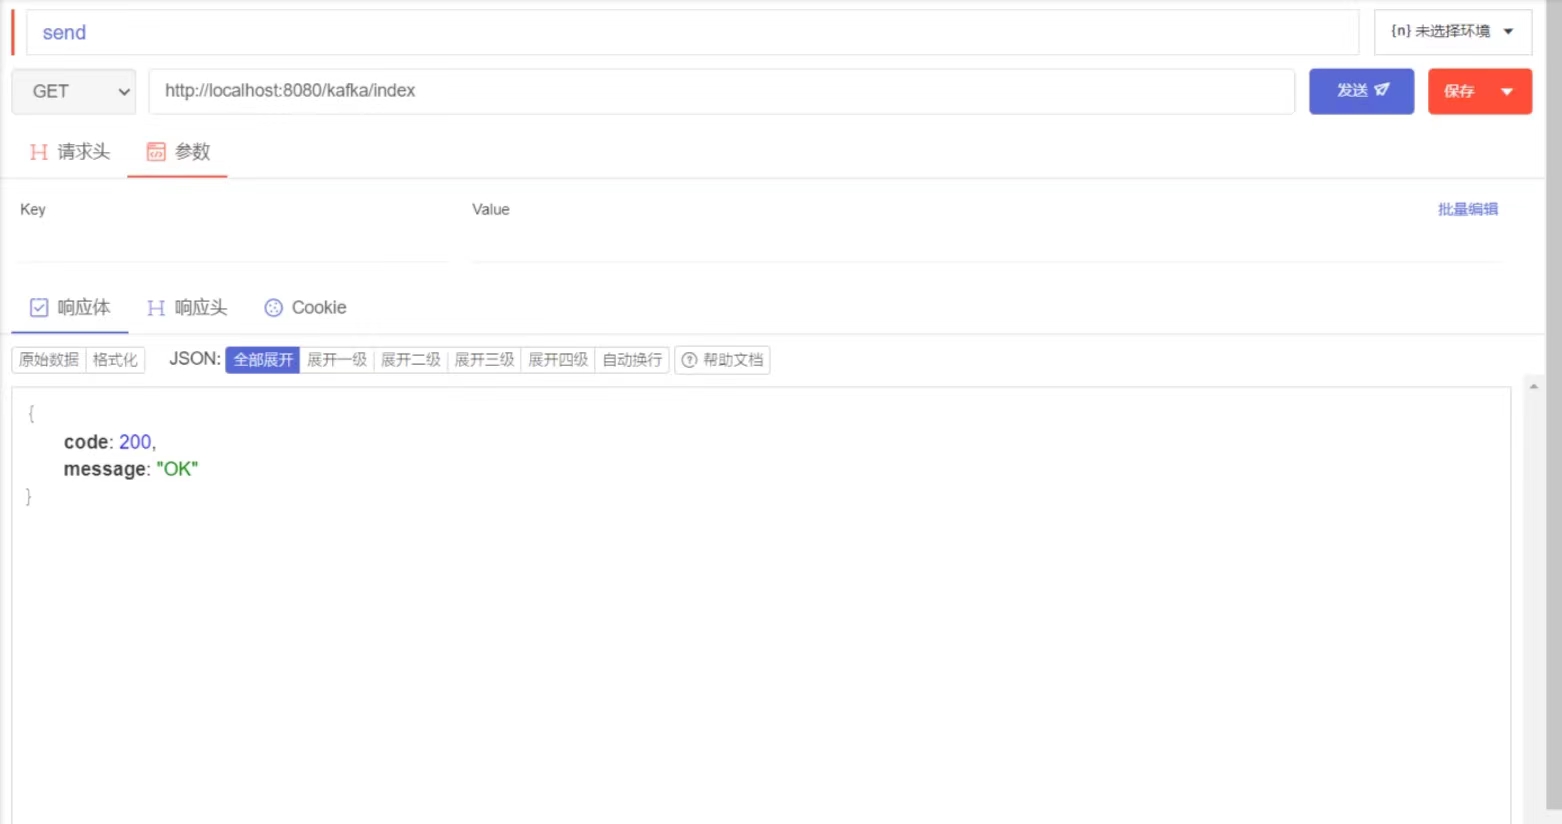 send
{n} 未选择环境
GET http://localhost:8080/kafka/index 发送 保存
请求头 参数
Key Value 批量编辑
响应体 响应头 Cookie
原始数据 格式化 JSON: 全部展开 展开一级 展开二级 展开三级 展开四级 自动换行 帮助文档
{
code: 200,
message: "OK"
}